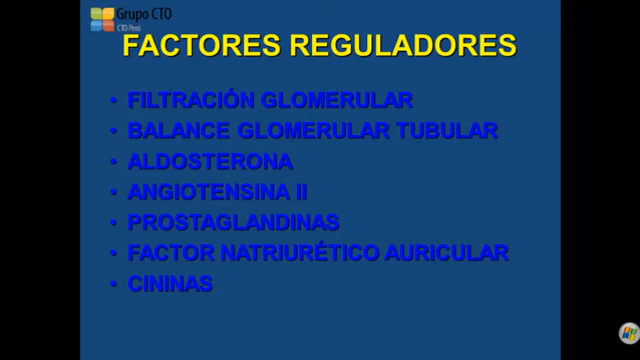 Grupo CTO
CTO Perú
FACTORES REGULADORES
• FILTRACIÓN GLOMERULAR
• BALANCE GLOMERULAR TUBULAR
• ALDOSTERONA
• ANGIOTENSINA II
• PROSTAGLANDINAS
• FACTOR NATRIURÉTICO AURICULAR
• CININAS